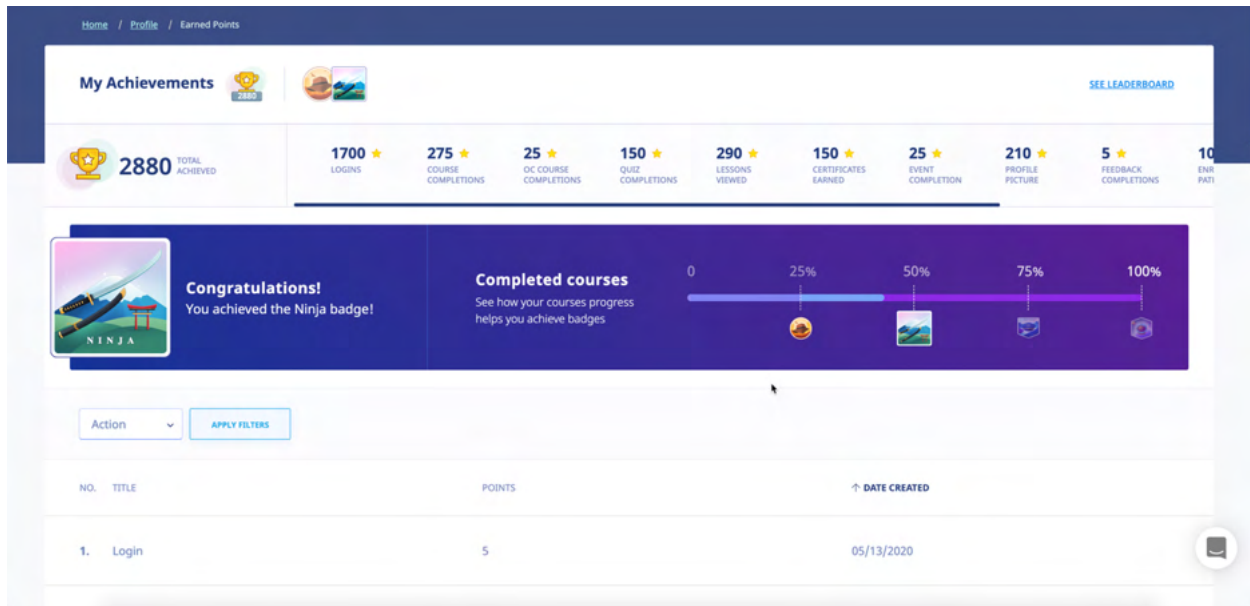 Home / Profile / Earned Points
My Achievements
2880
SEE LEADERBOARD
2880 TOTAL ACHIEVED
1700
LOGINS
275
COURSE
COMPLETIONS
25
OC COURSE
COMPLETIONS
150
QUIZ
COMPLETIONS
290
LESSONS
VIEWED
150
CERTIFICATES
EARNED
25
EVENT
COMPLETION
210
PROFILE
PICTURE
5
FEEDBACK
COMPLETIONS
10
ENR
PATI
NINJA
Congratulations!
You achieved the Ninja badge!
Completed courses
See how your courses progress
helps you achieve badges
0 25% 50% 75% 100%
Action
APPLY FILTERS
NO. TITLE POINTS ↑ DATE CREATED
1. Login 5 05/13/2020